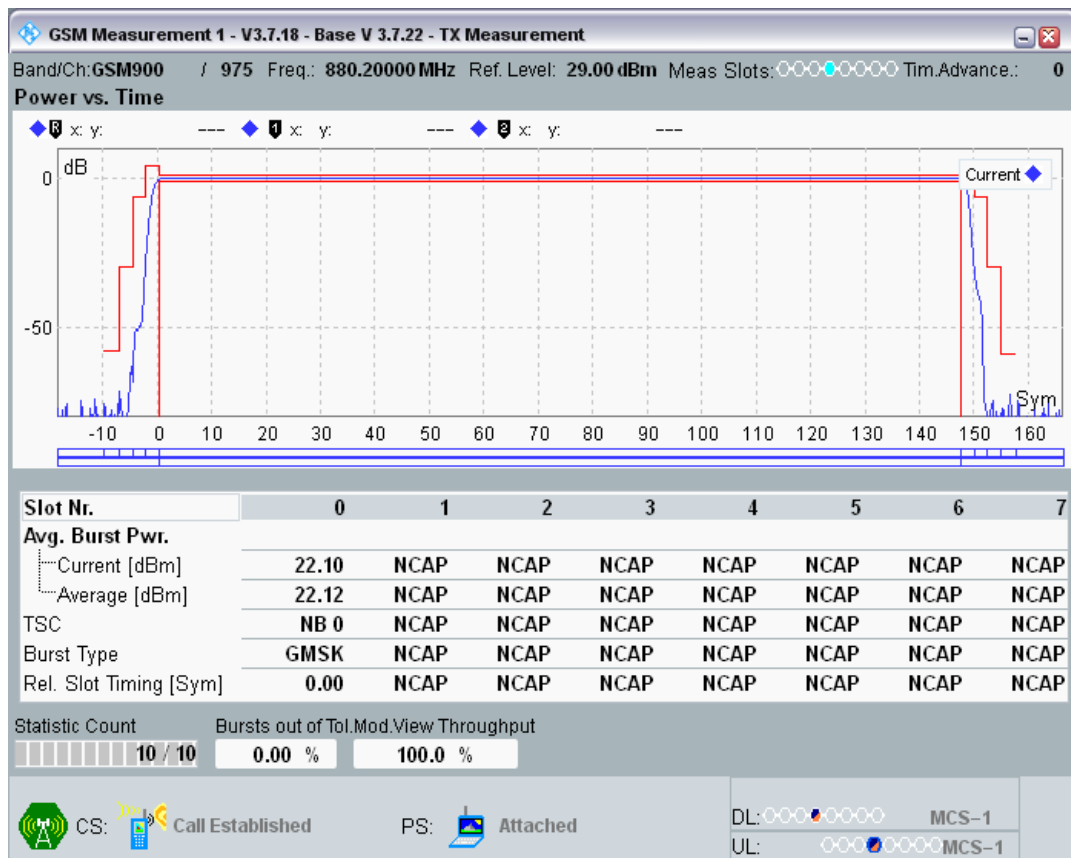 GSM Measurement 1 - V3.7.18 - Base V 3.7.22 - TX Measurement
Band/Ch:GSM900 / 975 Freq.: 880.20000 MHz Ref. Level: 29.00 dBm Meas Slots: Tim.Advance.: 0
Power vs. Time
R x: y: --- 1 x: y: --- 2 x: y: ---
dB
0
Current
-50
Sym
-10 0 10 20 30 40 50 60 70 80 90 100 110 120 130 140 150 160
Slot Nr. 0 1 2 3 4 5 6 7
Avg. Burst Pwr.
Current [dBm] 22.10 NCAP NCAP NCAP NCAP NCAP NCAP NCAP
Average [dBm] 22.12 NCAP NCAP NCAP NCAP NCAP NCAP NCAP
TSC NB 0 NCAP NCAP NCAP NCAP NCAP NCAP NCAP
Burst Type GMSK NCAP NCAP NCAP NCAP NCAP NCAP NCAP
Rel. Slot Timing [Sym] 0.00 NCAP NCAP NCAP NCAP NCAP NCAP NCAP
Statistic Count Bursts out of Tol.Mod.View Throughput
10 / 10 0.00 % 100.0 %
CS: Call Established PS: Attached DL: MCS-1
UL: MCS-1